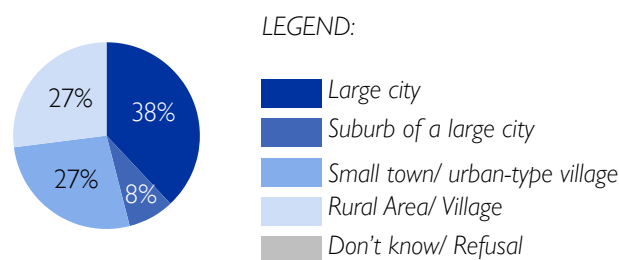 LEGEND:
27%
38%
27%
8%
Large city
Suburb of a large city
Small town/ urban-type village
Rural Area/ Village
Don't know/ Refusal